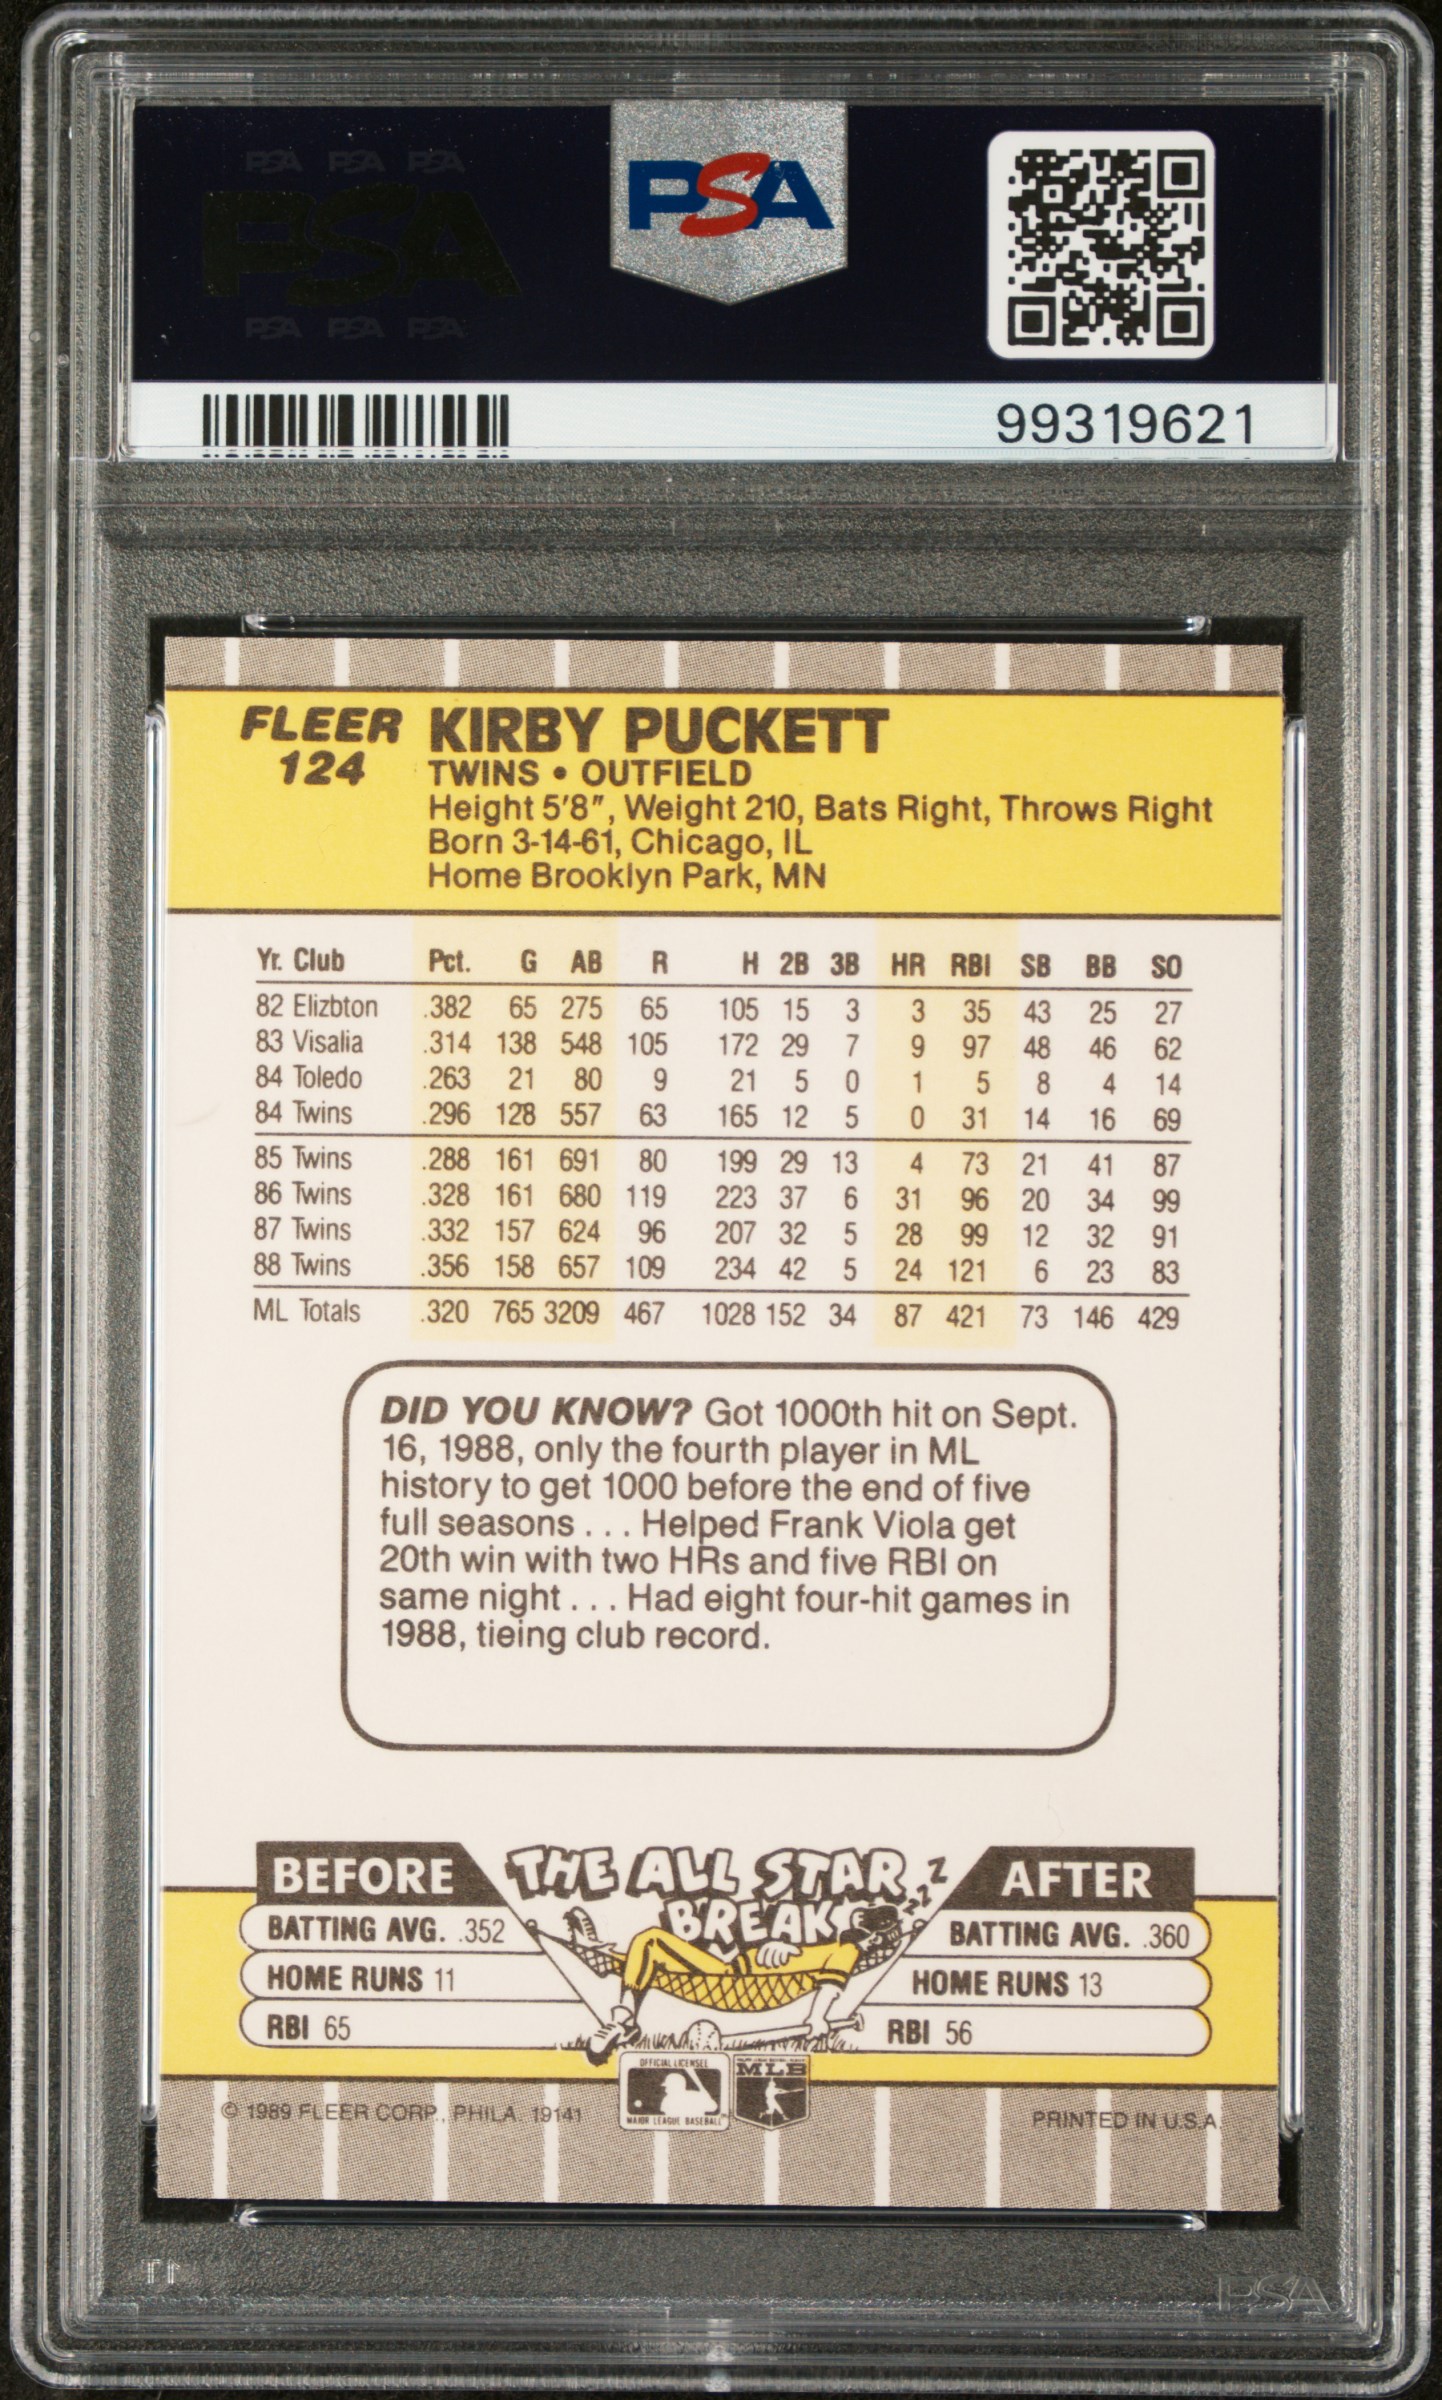 PSA PSA PSA
PSA
PSA PSA PSA
PSA
99319621
FLEER
124
KIRBY PUCKETT
TWINS • OUTFIELD
Height 5'8", Weight 210, Bats Right, Throws Right
Born 3-14-61, Chicago, IL
Home Brooklyn Park, MN
Yr. Club Pct. G AB R H 2B 3B HR RBI SB BB SO
82 Elizbton .382 65 275 65 105 15 3 3 35 43 25 27
83 Visalia .314 138 548 105 172 29 7 9 97 48 46 62
84 Toledo .263 21 80 9 21 5 0 1 5 8 4 14
84 Twins .296 128 557 63 165 12 5 0 31 14 16 69
85 Twins .288 161 691 80 199 29 13 4 73 21 41 87
86 Twins .328 161 680 119 223 37 6 31 96 20 34 99
87 Twins .332 157 624 96 207 32 5 28 99 12 32 91
88 Twins .356 158 657 109 234 42 5 24 121 6 23 83
ML Totals .320 765 3209 467 1028 152 34 87 421 73 146 429
DID YOU KNOW? Got 1000th hit on Sept.
16, 1988, only the fourth player in ML
history to get 1000 before the end of five
full seasons . . . Helped Frank Viola get
20th win with two HRs and five RBI on
same night . . . Had eight four-hit games in
1988, tieing club record.
BEFORE
BATTING AVG. .352
HOME RUNS 11
RBI 65
THE ALL STAR
BREAK
Z Z Z Z
AFTER
BATTING AVG. .360
HOME RUNS 13
RBI 56
OFFICIAL LICENSEE
MAJOR LEAGUE BASEBALL
MLB
© 1989 FLEER CORP., PHILA. 19141
PRINTED IN U.S.A.
PSA